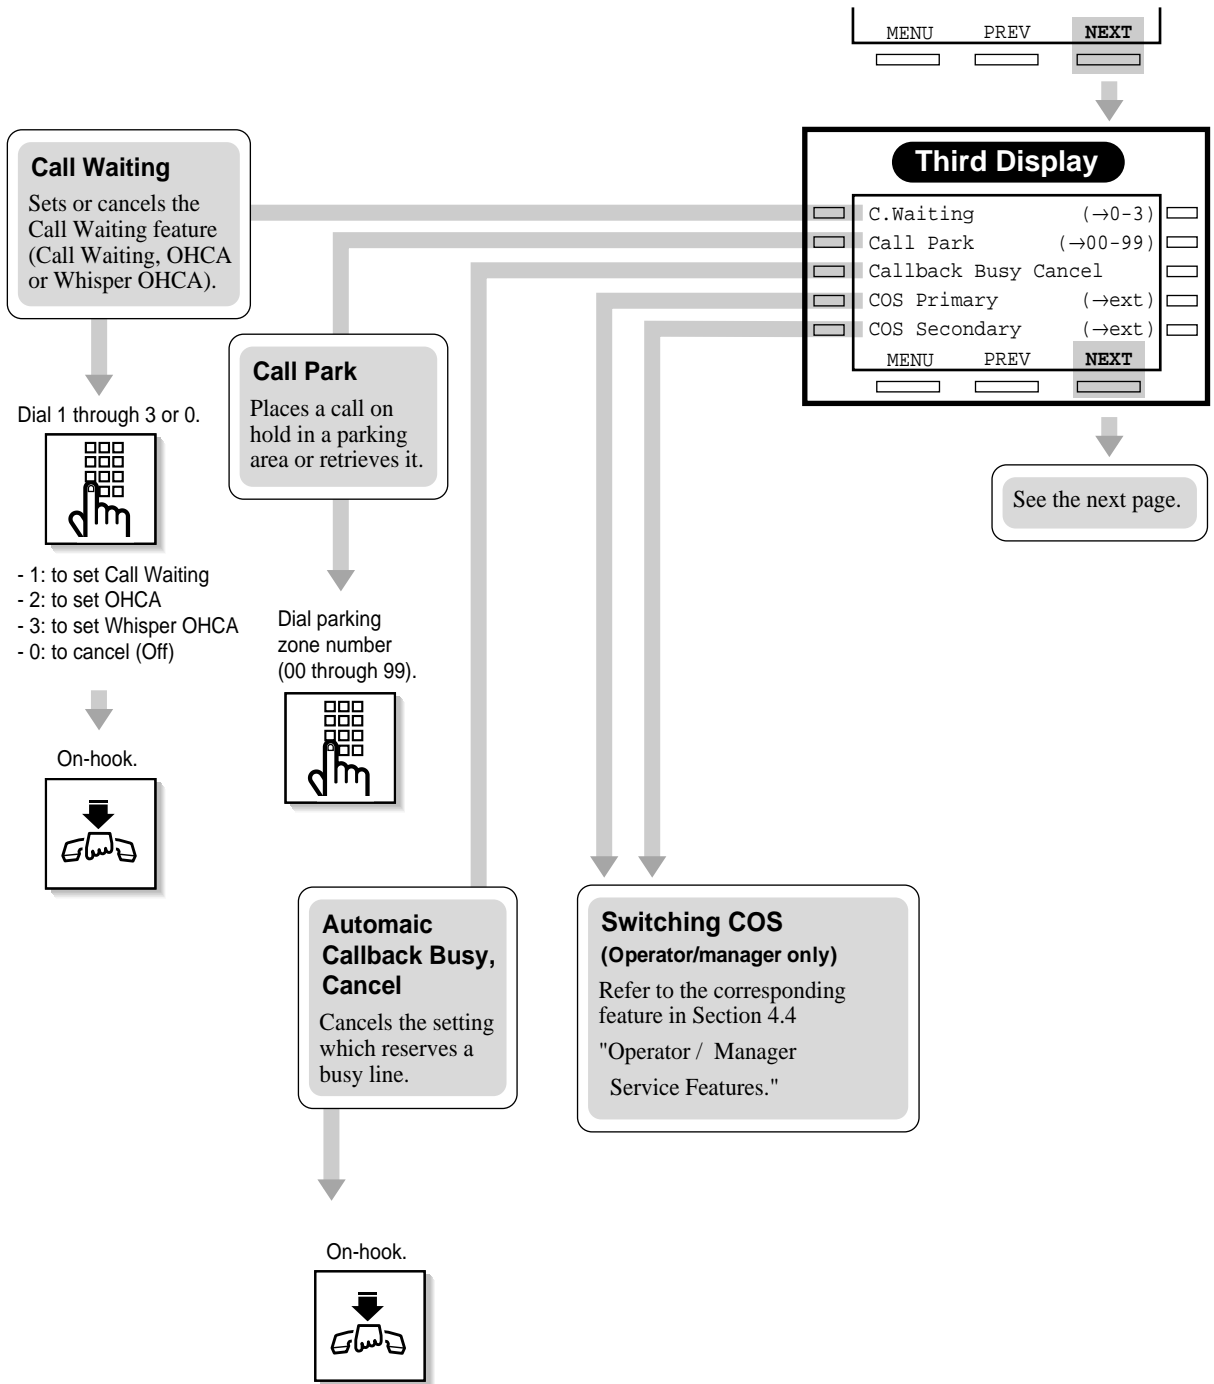 MENU PREV NEXT
Third Display
C.Waiting (→0-3)
Call Park (→00-99)
Callback Busy Cancel
COS Primary (→ext)
COS Secondary (→ext)
MENU PREV NEXT
See the next page.
Call Waiting
Sets or cancels the
Call Waiting feature
(Call Waiting, OHCA
or Whisper OHCA).
Dial 1 through 3 or 0.
- 1: to set Call Waiting
- 2: to set OHCA
- 3: to set Whisper OHCA
- 0: to cancel (Off)
On-hook.
Call Park
Places a call on
hold in a parking
area or retrieves it.
Dial parking
zone number
(00 through 99).
Automaic
Callback Busy,
Cancel
Cancels the setting
which reserves a
busy line.
On-hook.
Switching COS
(Operator/manager only)
Refer to the corresponding
feature in Section 4.4
"Operator / Manager
Service Features."